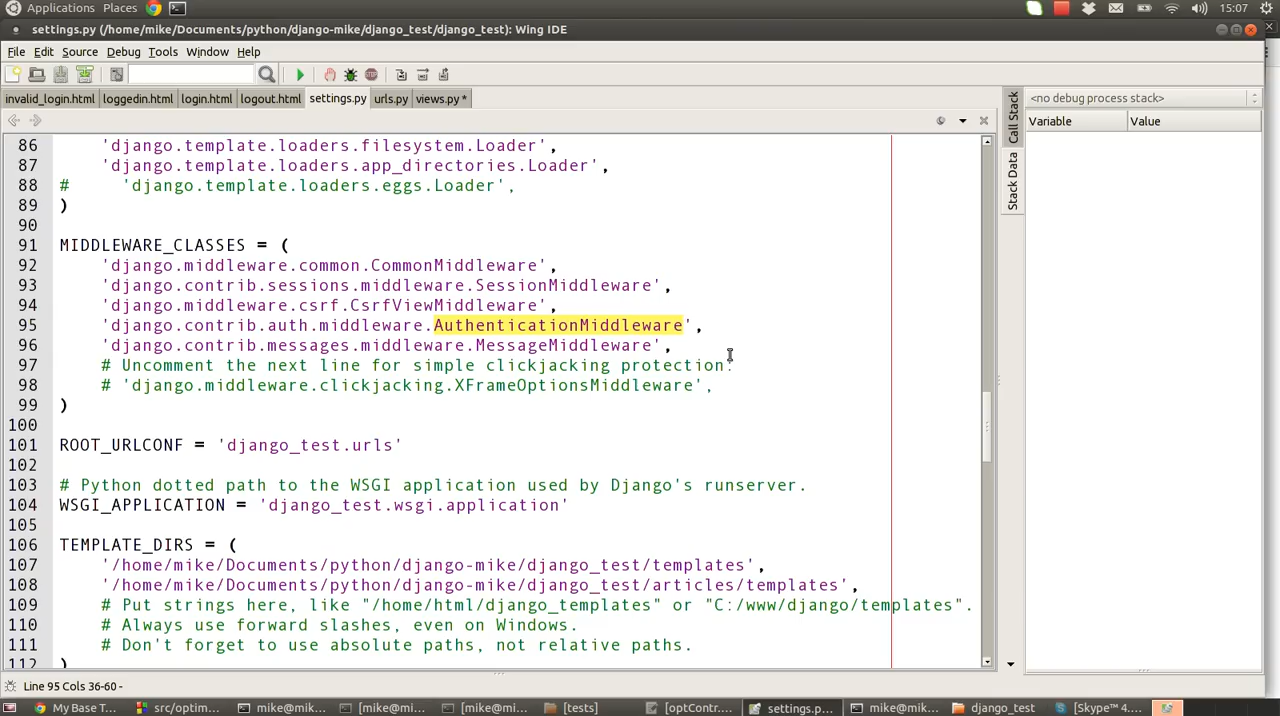 Applications Places 15:07
settings.py (/home/mike/Documents/python/django-mike/django_test/django_test): Wing IDE
File Edit Source Debug Tools Window Help
invalid_login.html loggedin.html login.html logout.html settings.py urls.py views.py *
<no debug process stack>
Variable Value
Call Stack
Stack Data
86 'django.template.loaders.filesystem.Loader',
87 'django.template.loaders.app_directories.Loader',
88 # 'django.template.loaders.eggs.Loader',
89 )
90
91 MIDDLEWARE_CLASSES = (
92 'django.middleware.common.CommonMiddleware',
93 'django.contrib.sessions.middleware.SessionMiddleware',
94 'django.middleware.csrf.CsrfViewMiddleware',
95 'django.contrib.auth.middleware.AuthenticationMiddleware',
96 'django.contrib.messages.middleware.MessageMiddleware',
97 # Uncomment the next line for simple clickjacking protection:
98 # 'django.middleware.clickjacking.XFrameOptionsMiddleware',
99 )
100
101 ROOT_URLCONF = 'django_test.urls'
102
103 # Python dotted path to the WSGI application used by Django's runserver.
104 WSGI_APPLICATION = 'django_test.wsgi.application'
105
106 TEMPLATE_DIRS = (
107 '/home/mike/Documents/python/django-mike/django_test/templates',
108 '/home/mike/Documents/python/django-mike/django_test/articles/templates',
109 # Put strings here, like "/home/html/django_templates" or "C:/www/django/templates".
110 # Always use forward slashes, even on Windows.
111 # Don't forget to use absolute paths, not relative paths.
112 )
Line 95 Cols 36-60 -
My Base T... src/optim... mike@mik... [mike@mi... [mike@mi... [tests] [optContr... settings.p... mike@mi... django_test [Skype™ 4....